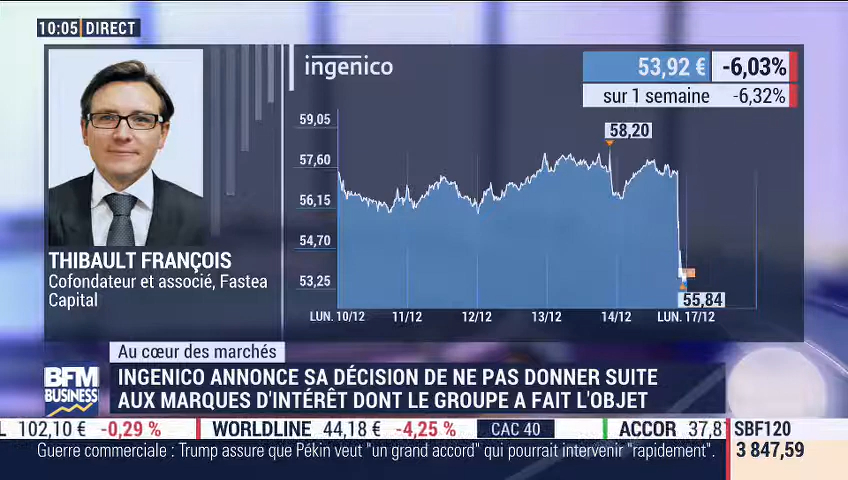 10:05 DIRECT
ingenico
53,92 € -6,03%
sur 1 semaine -6,32%
59,05
58,20
57,60
56,15
54,70
53,25
55,84
LUN. 10/12 11/12 12/12 13/12 14/12 LUN. 17/12
THIBAULT FRANÇOIS
Cofondateur et associé, Fastea
Capital
Au cœur des marchés
BFM
BUSINESS
INGENICO ANNONCE SA DÉCISION DE NE PAS DONNER SUITE
AUX MARQUES D'INTÉRÊT DONT LE GROUPE A FAIT L'OBJET
102,10 € -0,29 % WORLDLINE 44,18 € -4,25 % CAC 40 ACCOR 37,8 SBF120
Guerre commerciale : Trump assure que Pékin veut "un grand accord" qui pourrait intervenir "rapidement". 3 847,59